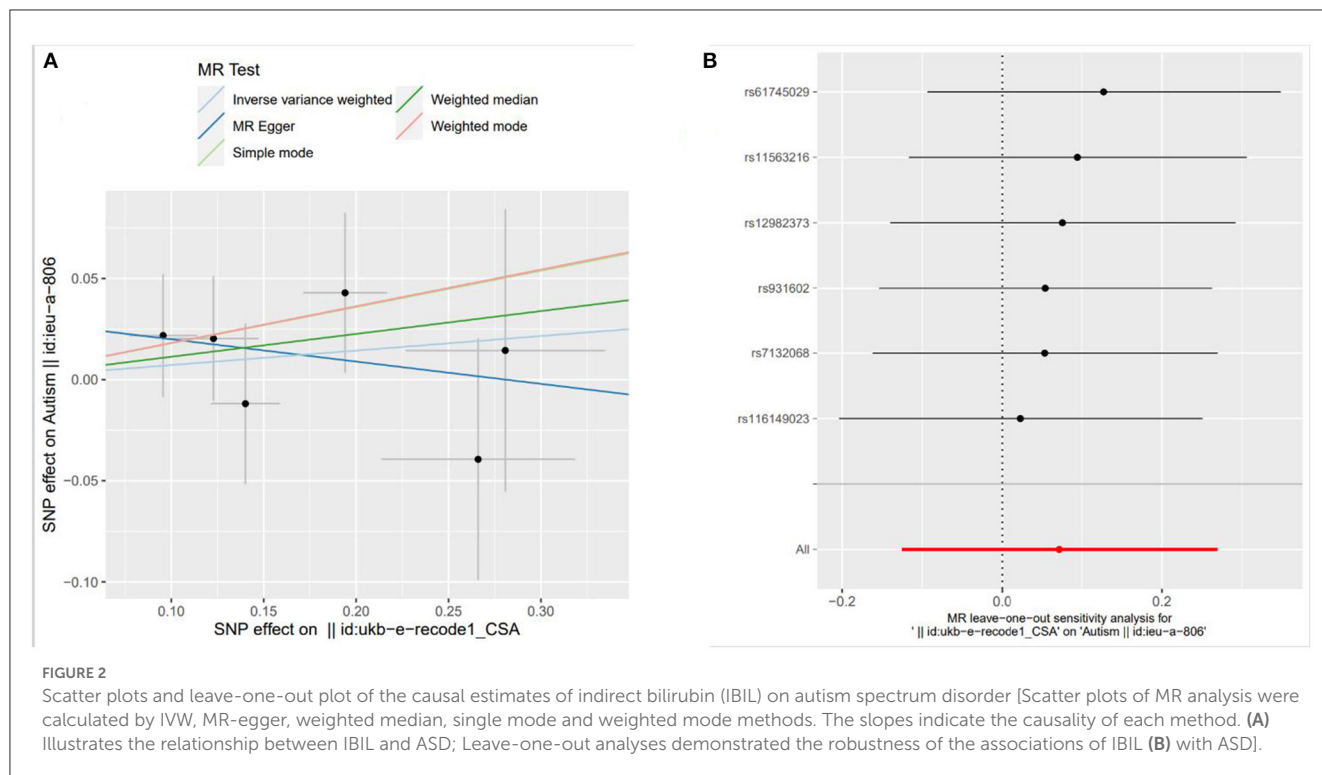 A
MR Test
Inverse variance weighted
Weighted median
MR Egger
Weighted mode
Simple mode
SNP effect on Autism || id:ieu−a−806
0.05
0.00
−0.05
−0.10
0.10
0.15
0.20
0.25
0.30
SNP effect on || id:ukb−e−recode1_CSA
B
rs61745029
rs11563216
rs12982373
rs931602
rs7132068
rs116149023
All
−0.2
0.0
0.2
MR leave−one−out sensitivity analysis for
' || id:ukb−e−recode1_CSA' on 'Autism || id:ieu−a−806'
FIGURE 2
Scatter plots and leave-one-out plot of the causal estimates of indirect bilirubin (IBIL) on autism spectrum disorder [Scatter plots of MR analysis were
calculated by IVW, MR-egger, weighted median, single mode and weighted mode methods. The slopes indicate the causality of each method. (A)
Illustrates the relationship between IBIL and ASD; Leave-one-out analyses demonstrated the robustness of the associations of IBIL (B) with ASD].